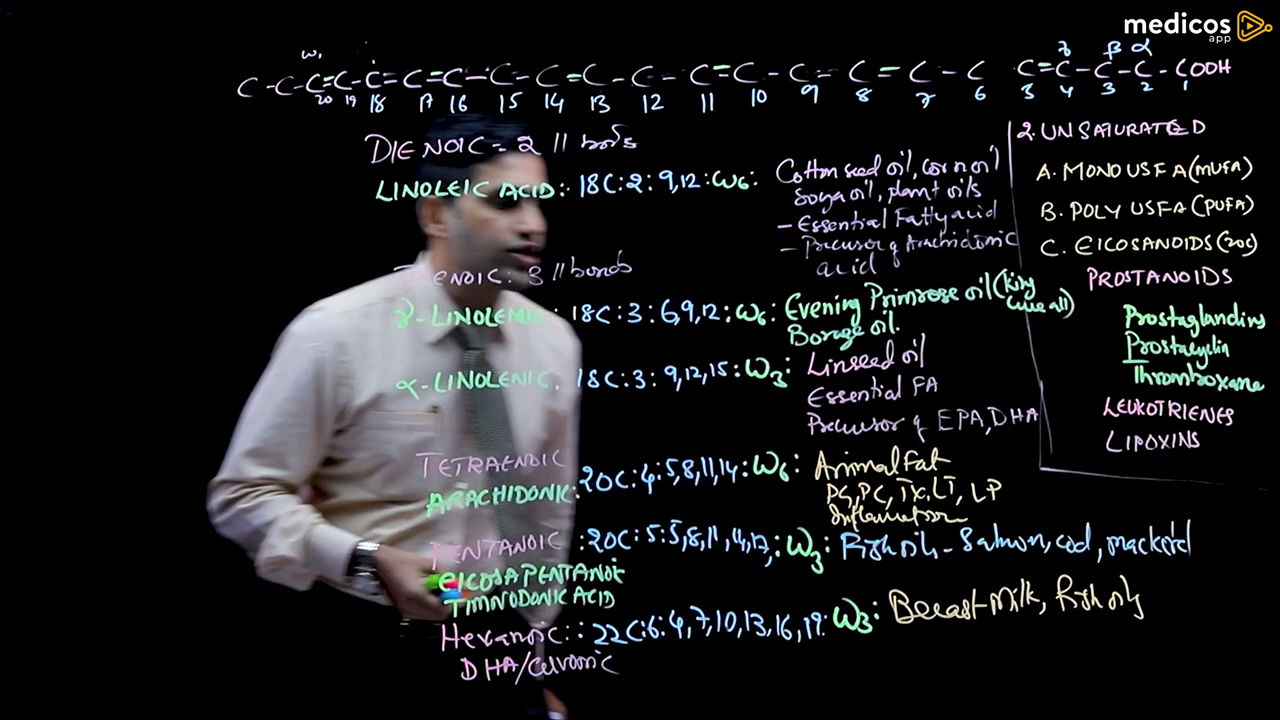 medicos
app
ω, γ β α
C-C-C=C-C=C-C=C-C-C=C-C-C=C-C-C=C-C C=C-C-C-COOH
20 19 18 17 16 15 14 13 12 11 10 9 8 7 6 5 4 3 2 1
DIENOIC - 2 // bonds
LINOLEIC ACID: 18C:2:9,12:ω6:
Cotton seed oil, corn oil
Soya oil, plant oils
- Essential Fatty acid
- Precusor of Arachidonic
acid
ENOIC: 3 // bonds
γ-LINOLENIC: 18C:3:6,9,12:ω6:
Evening Primrose oil (king
cure all)
Borage oil.
α-LINOLENIC: 18C:3:9,12,15:ω3:
Linseed oil
Essential FA
Precusor of EPA, DHA
TETRAENOIC
ARACHIDONIC: 20C:4:5,8,11,14:ω6:
Animal Fat
PG, PC, TX, LT, LP
Inflamation
PENTANOIC :20C:5:5,8,11,14,17,:ω3: Fish oils - Salmon, cod, mackerel
EICOSAPENTANOIC
TIMNODONIC ACID
Hexanoic :: 22C:6:4,7,10,13,16,19: ω3: Breast Milk, Fish oils
DHA/Cervonic
2. UNSATURATED
A. MONO USFA (MUFA)
B. POLY USFA (PUFA)
C. EICOSANOIDS (20C)
PROSTANOIDS
Prostaglandins
Prostacyclin
Thromboxane
LEUKOTRIENES
LIPOXINS